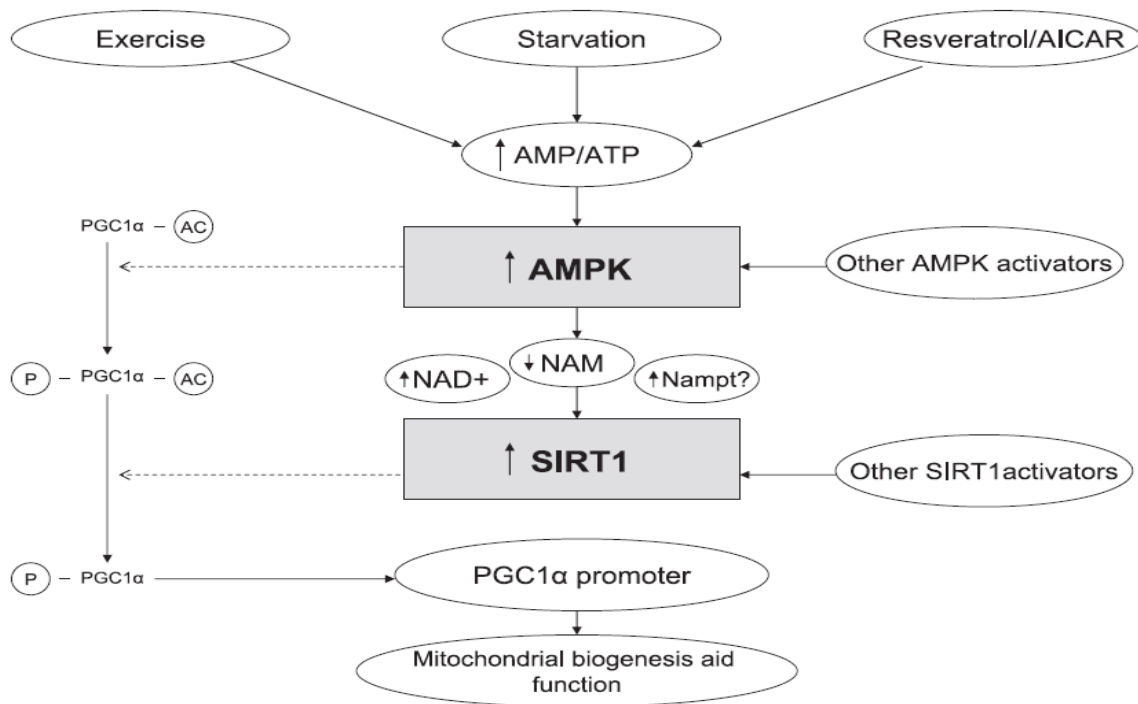 Exercise
Starvation
Resveratrol/AICAR
↑ AMP/ATP
PGC1α – AC
↑ AMPK
Other AMPK activators
P – PGC1α – AC
↑NAD+
↓ NAM
↑Nampt?
↑ SIRT1
Other SIRT1activators
P – PGC1α
PGC1α promoter
Mitochondrial biogenesis aid
function